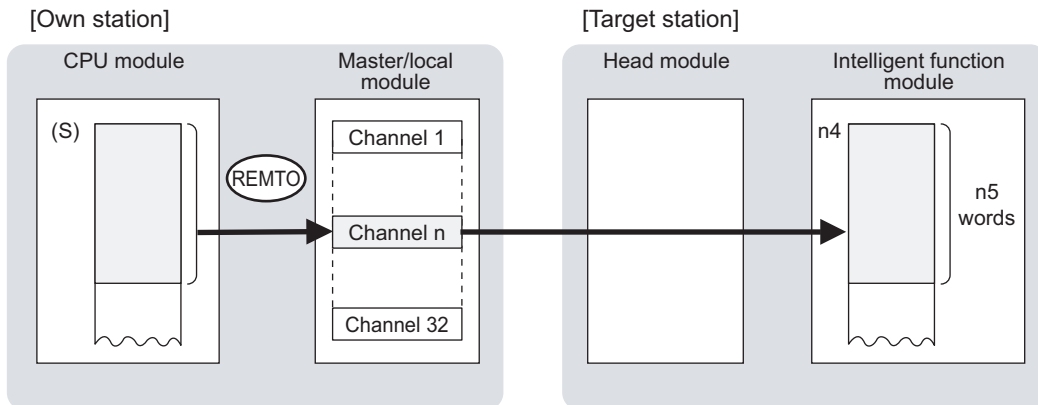 [Own station]
[Target station]
CPU module
Master/local
module
Head module
Intelligent function
module
(S)
REMTO
Channel 1
Channel n
Channel 32
n4
n5
words